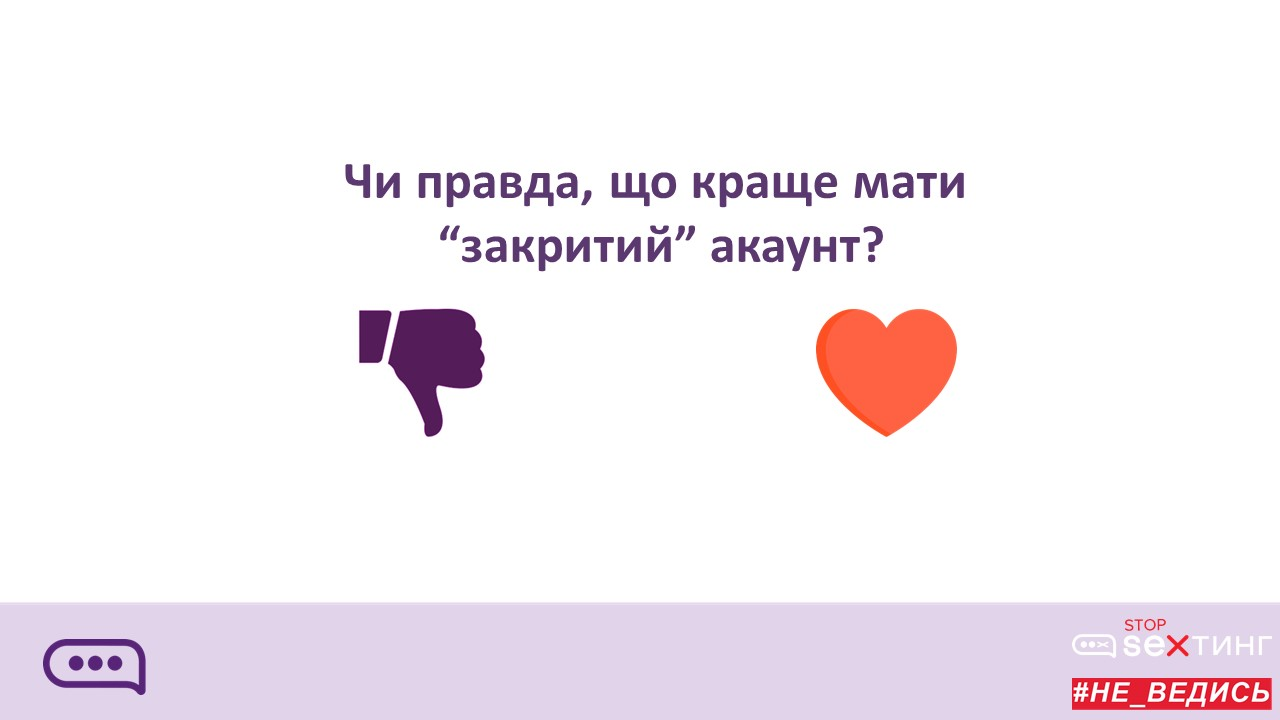 Чи правда, що краще мати
“закритий” акаунт?
STOP
sexтинг
#НЕ_ВЕДИСЬ